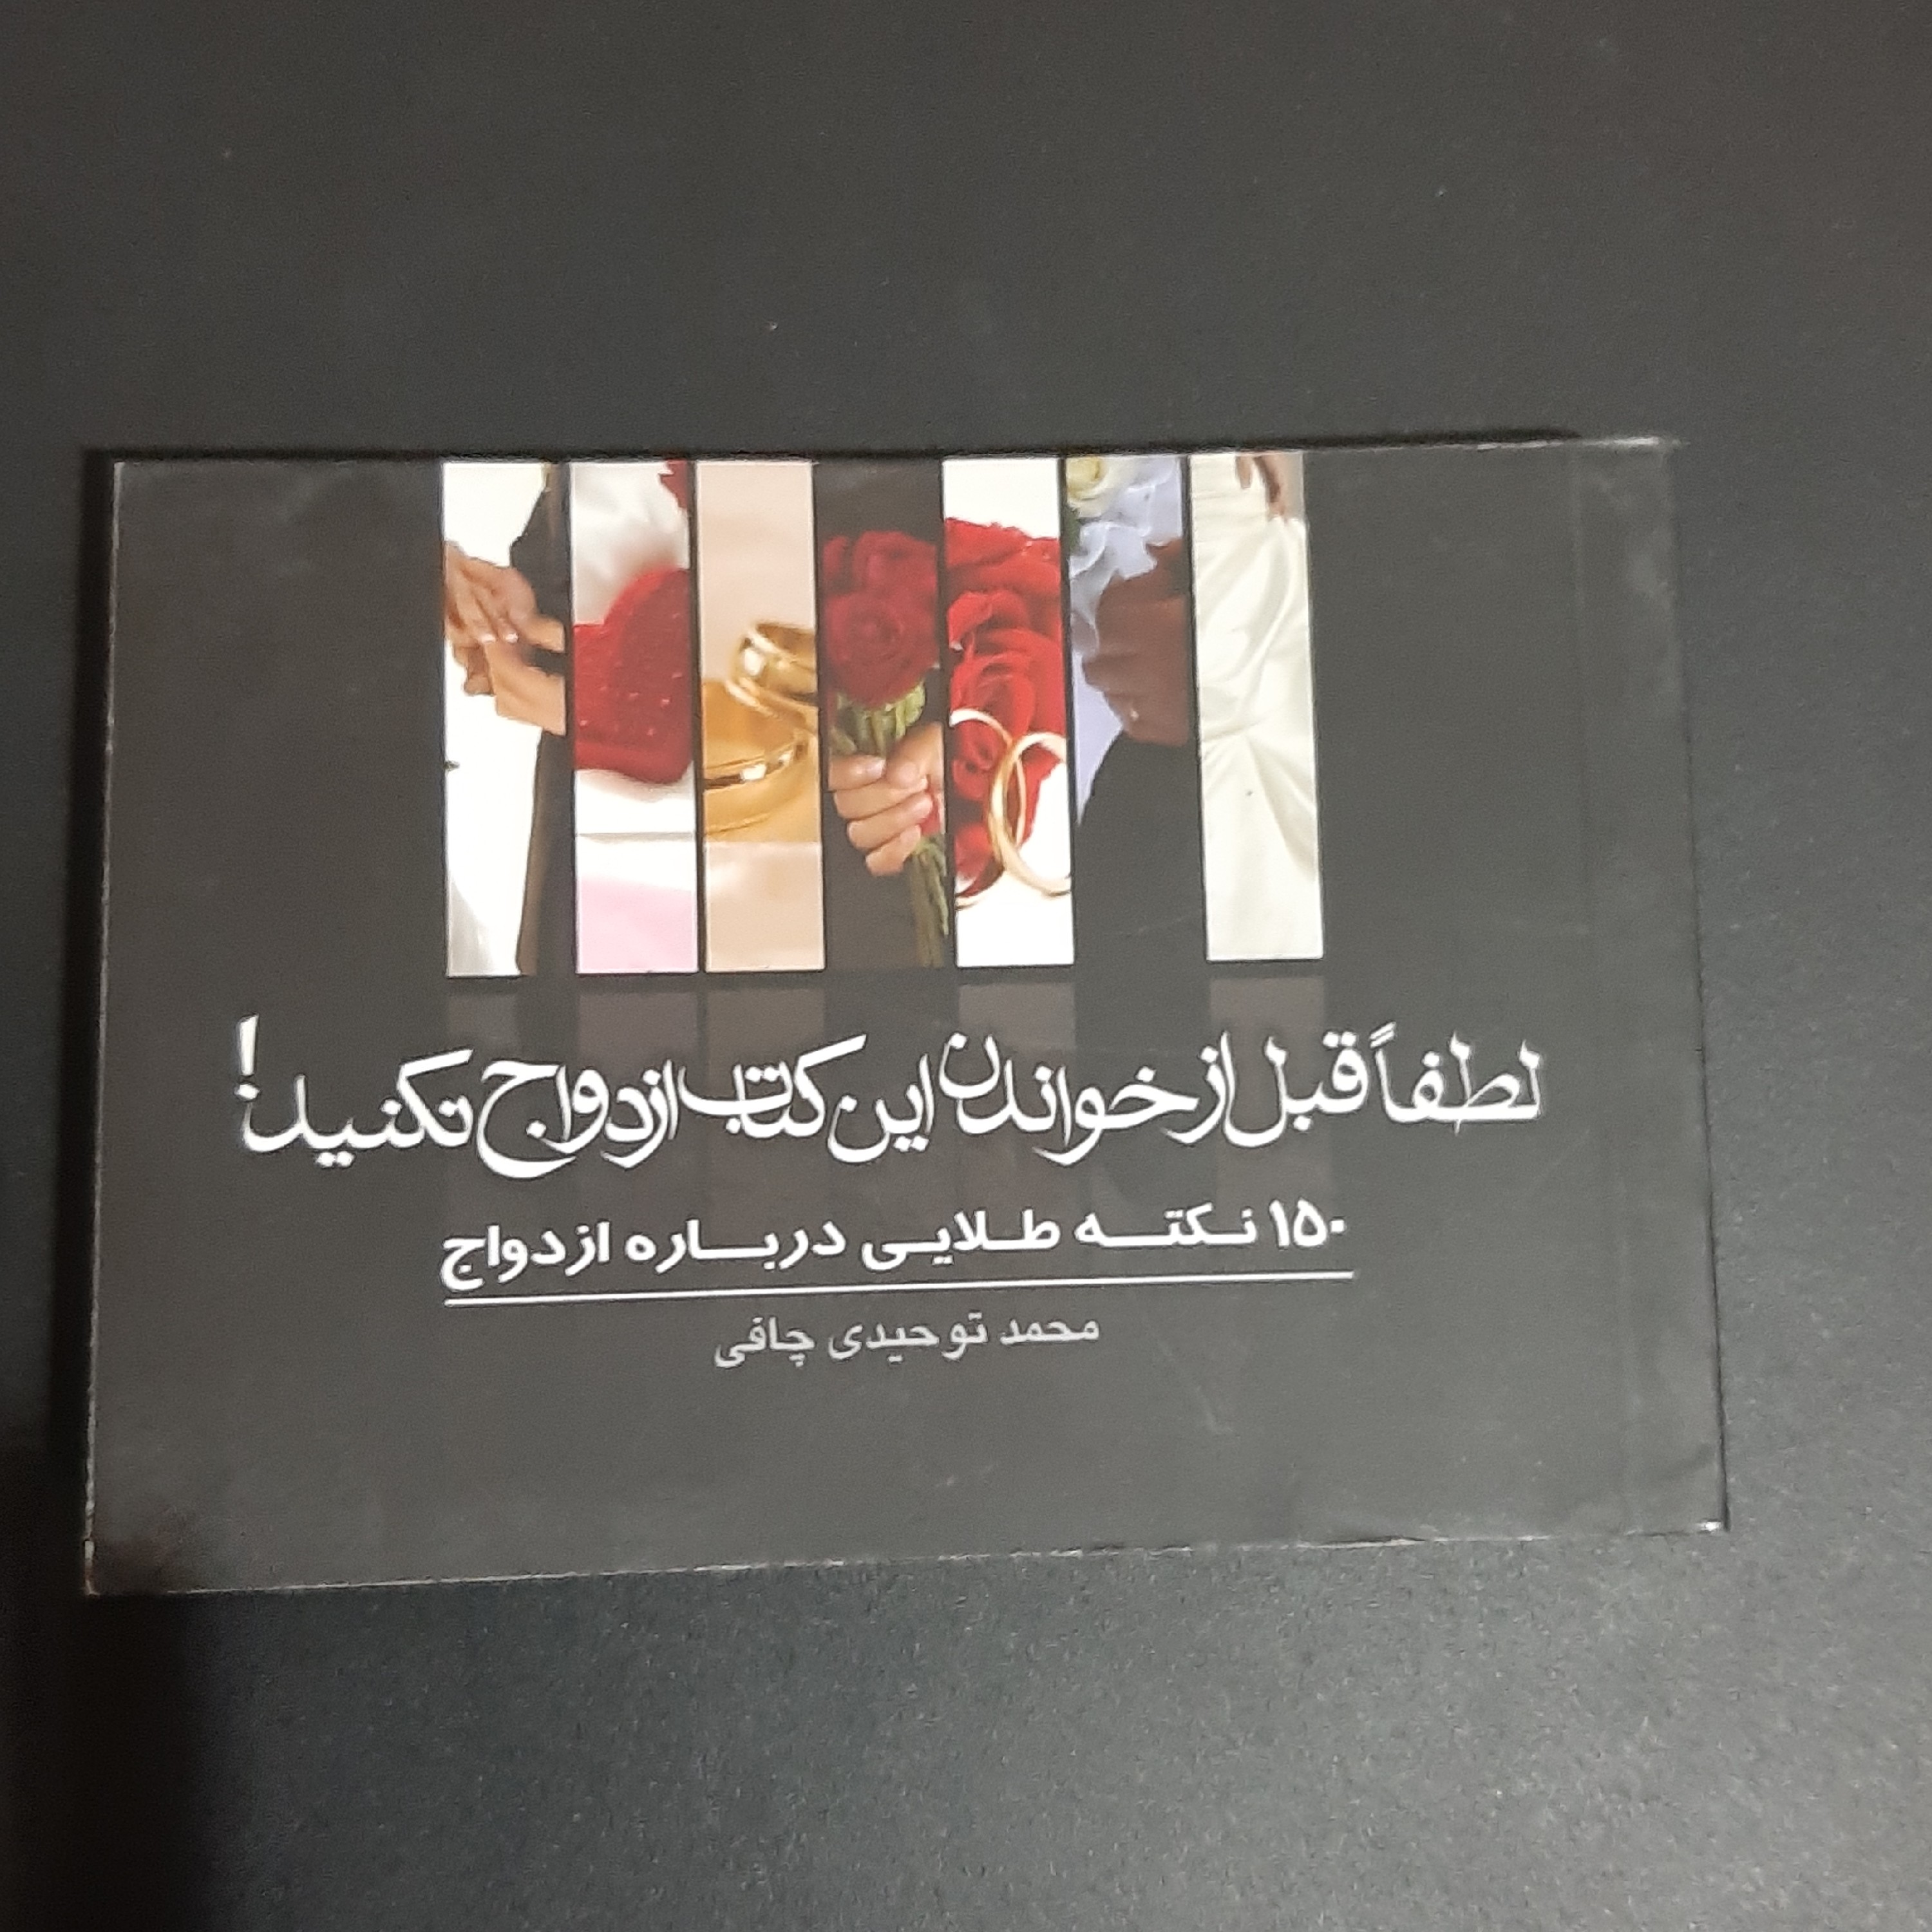 لطفاً قبل از خواندن این کتاب ازدواج نکنید!
۱۵۰ نکته طلایی درباره ازدواج
محمد توحیدی چافی